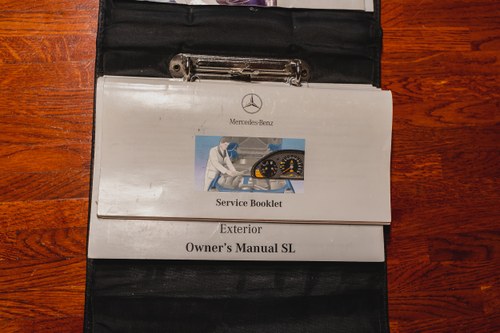 Mercedes-Benz
Service Booklet
Exterior
Owner's Manual SL